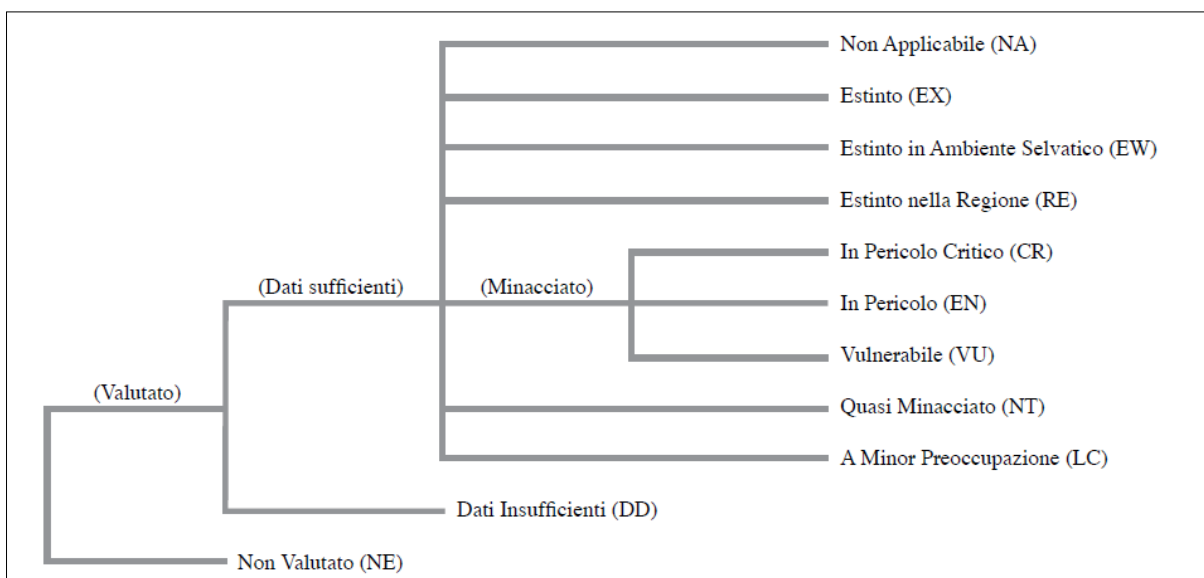 Non Applicabile (NA)
Estinto (EX)
Estinto in Ambiente Selvatico (EW)
Estinto nella Regione (RE)
In Pericolo Critico (CR)
(Dati sufficienti)
(Minacciato)
In Pericolo (EN)
Vulnerabile (VU)
(Valutato)
Quasi Minacciato (NT)
A Minor Preoccupazione (LC)
Dati Insufficienti (DD)
Non Valutato (NE)